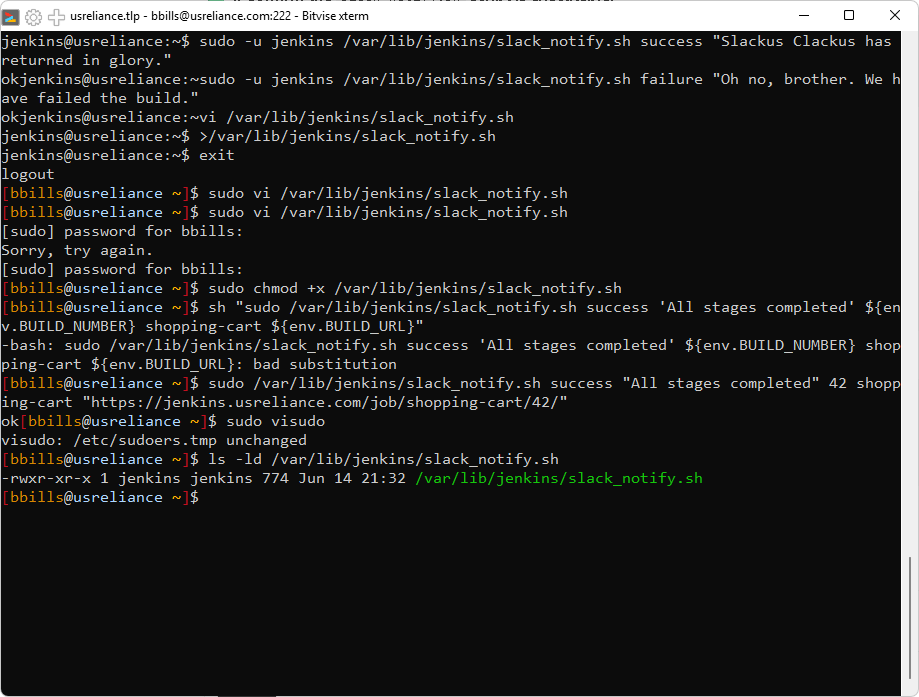 usreliance.tlp - bbills@usreliance.com:222 - Bitvise xterm
jenkins@usreliance:~$ sudo -u jenkins /var/lib/jenkins/slack_notify.sh success "Slackus Clackus has
returned in glory."
okjenkins@usreliance:~sudo -u jenkins /var/lib/jenkins/slack_notify.sh failure "Oh no, brother. We h
ave failed the build."
okjenkins@usreliance:~vi /var/lib/jenkins/slack_notify.sh
jenkins@usreliance:~$ >/var/lib/jenkins/slack_notify.sh
jenkins@usreliance:~$ exit
logout
[bbills@usreliance ~]$ sudo vi /var/lib/jenkins/slack_notify.sh
[bbills@usreliance ~]$ sudo vi /var/lib/jenkins/slack_notify.sh
[sudo] password for bbills:
Sorry, try again.
[sudo] password for bbills:
[bbills@usreliance ~]$ sudo chmod +x /var/lib/jenkins/slack_notify.sh
[bbills@usreliance ~]$ sh "sudo /var/lib/jenkins/slack_notify.sh success 'All stages completed' ${en
v.BUILD_NUMBER} shopping-cart ${env.BUILD_URL}"
-bash: sudo /var/lib/jenkins/slack_notify.sh success 'All stages completed' ${env.BUILD_NUMBER} shop
ping-cart ${env.BUILD_URL}: bad substitution
[bbills@usreliance ~]$ sudo /var/lib/jenkins/slack_notify.sh success "All stages completed" 42 shopp
ing-cart "https://jenkins.usreliance.com/job/shopping-cart/42/"
ok[bbills@usreliance ~]$ sudo visudo
visudo: /etc/sudoers.tmp unchanged
[bbills@usreliance ~]$ ls -ld /var/lib/jenkins/slack_notify.sh
-rwxr-xr-x 1 jenkins jenkins 774 Jun 14 21:32 /var/lib/jenkins/slack_notify.sh
[bbills@usreliance ~]$